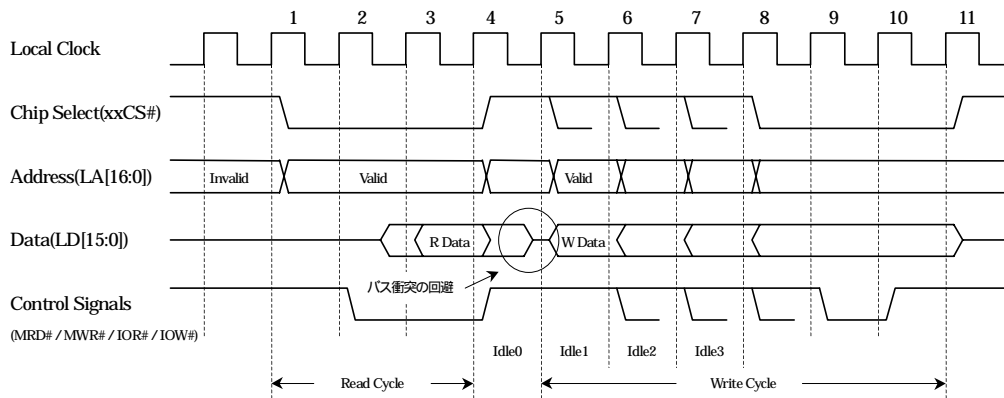 1 2 3 4 5 6 7 8 9 10 11
Local Clock
Chip Select(xxCS#)
Address(LA[16:0])
Invalid Valid Valid
Data(LD[15:0])
R Data W Data
バス衝突の回避
Control Signals
(MRD# / MWR# / IOR# / IOW#)
Idle0 Idle1 Idle2 Idle3
Read Cycle Write Cycle